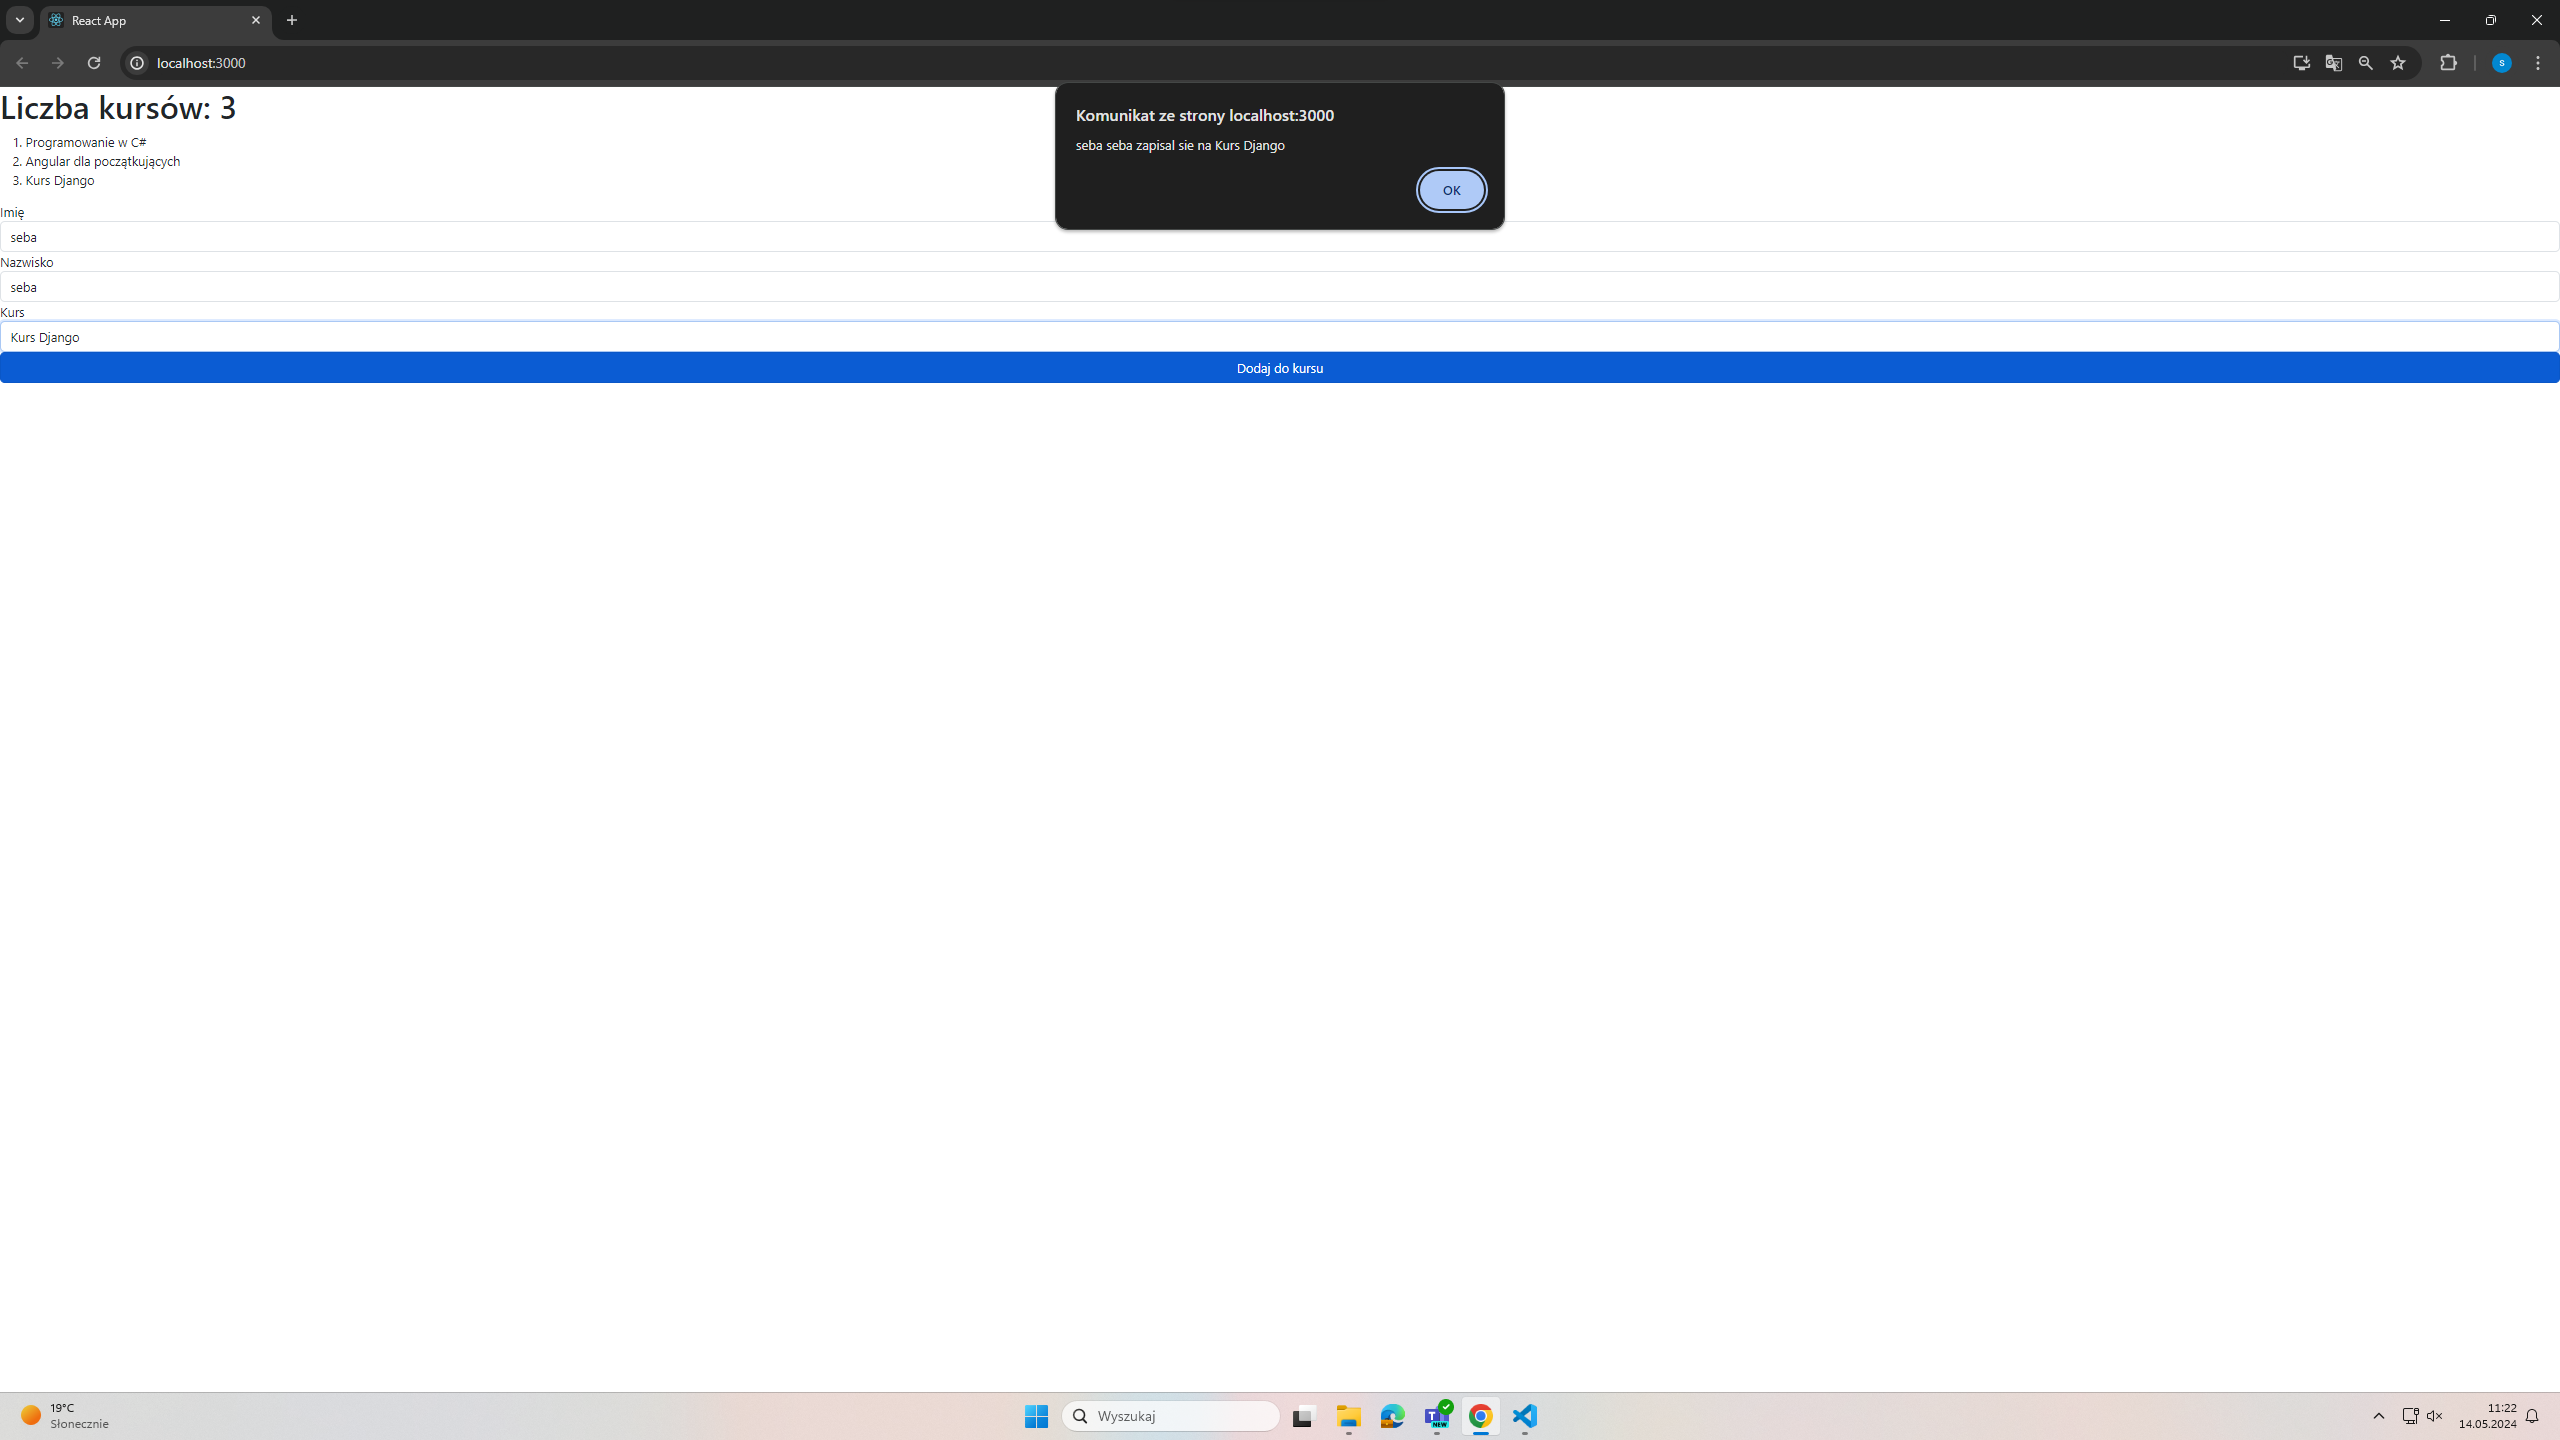 React App
localhost:3000
Komunikat ze strony localhost:3000
seba seba zapisal sie na Kurs Django
OK
Liczba kursów: 3
1. Programowanie w C#
2. Angular dla początkujących
3. Kurs Django
Imię
seba
Nazwisko
seba
Kurs
Kurs Django
Dodaj do kursu
19°C
Słonecznie
Wyszukaj
NEW
11:22
14.05.2024